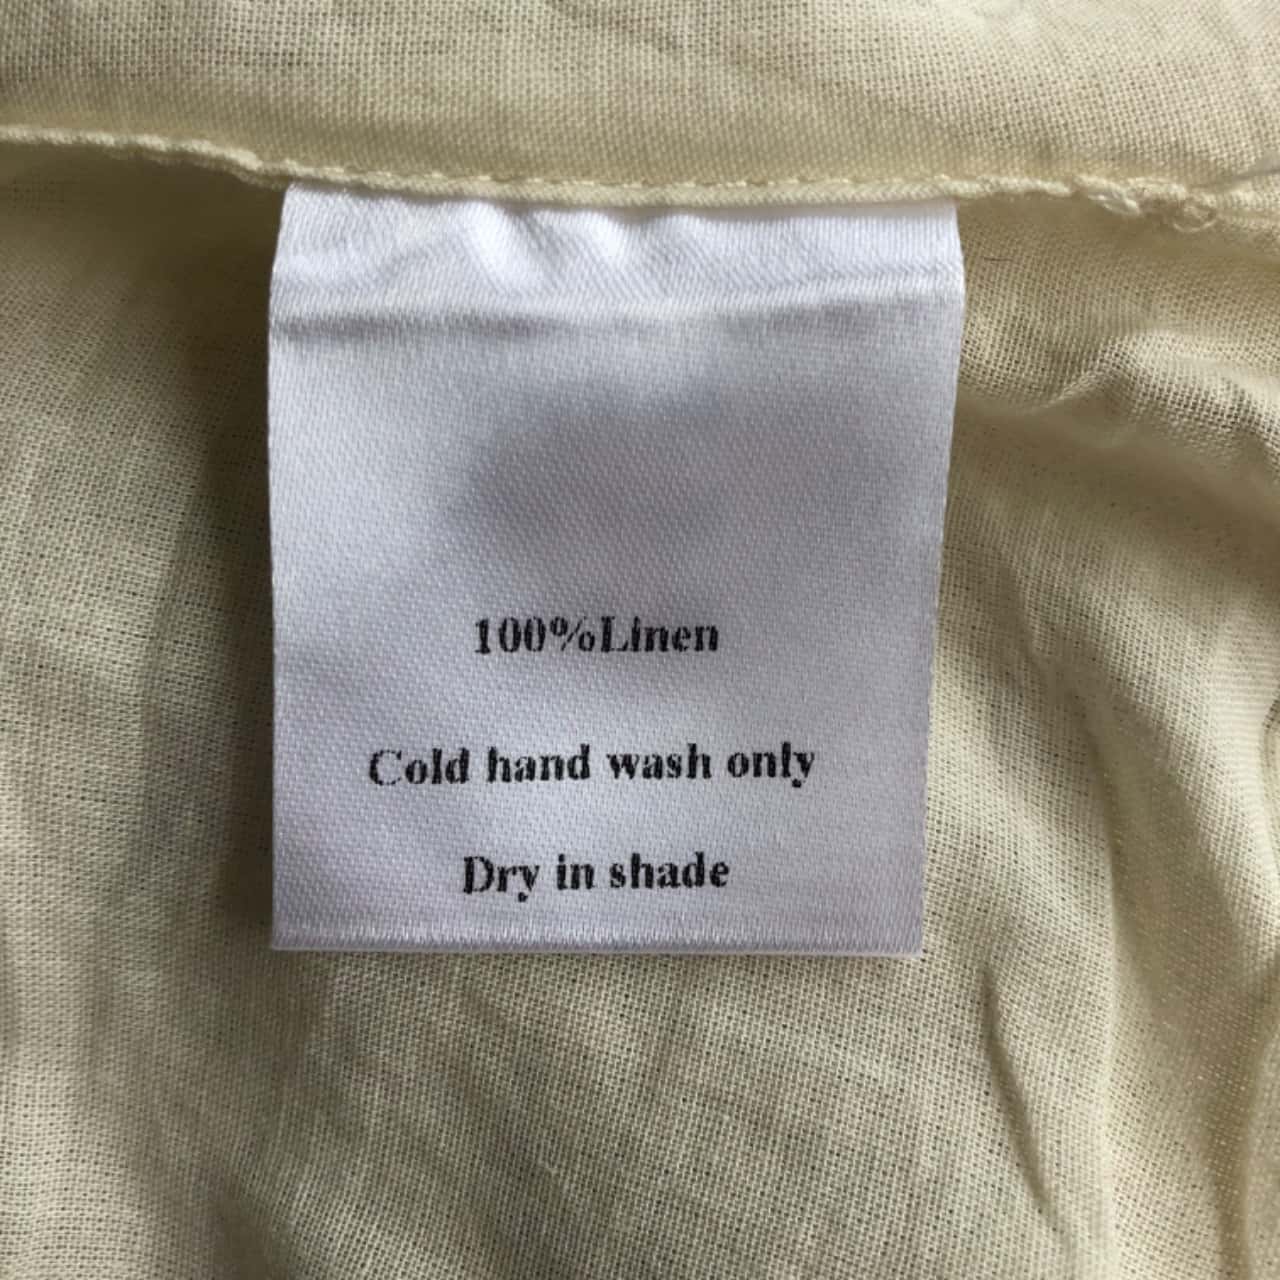 100%Linen
Cold hand wash only
Dry in shade